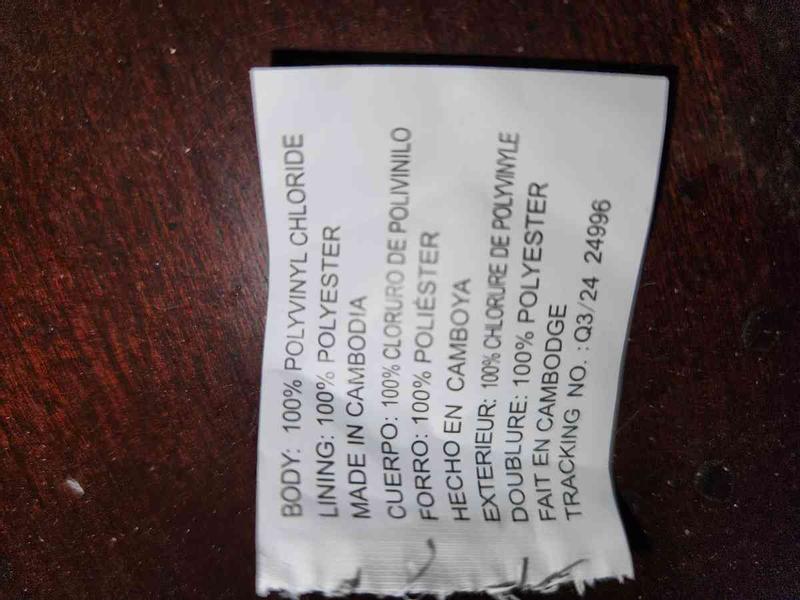 BODY: 100% POLYVINYL CHLORIDE
LINING: 100% POLYESTER
MADE IN CAMBODIA
CUERPO: 100% CLORURO DE POLIVINILO
FORRO: 100% POLIÉSTER
HECHO EN CAMBOYA
EXTERIEUR: 100% CHLORURE DE POLYVINYLE
DOUBLURE: 100% POLYESTER
FAIT EN CAMBODGE
TRACKING NO. :Q3/24 24996